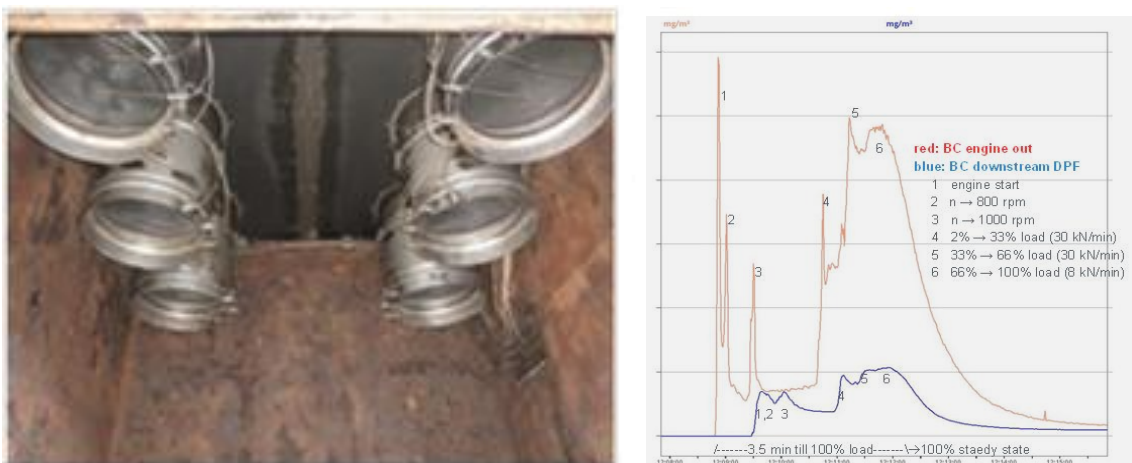 mg/m³ mg/m³
1
2
3
4
5
6
red: BC engine out
blue: BC downstream DPF
1 engine start
2 n → 800 rpm
3 n → 1000 rpm
4 2% → 33% load (30 kN/min)
5 33% → 66% load (30 kN/min)
6 66% → 100% load (8 kN/min)
1,2 3 4 5 6
/-------3.5 min till 100% load-------\→100% staedy state